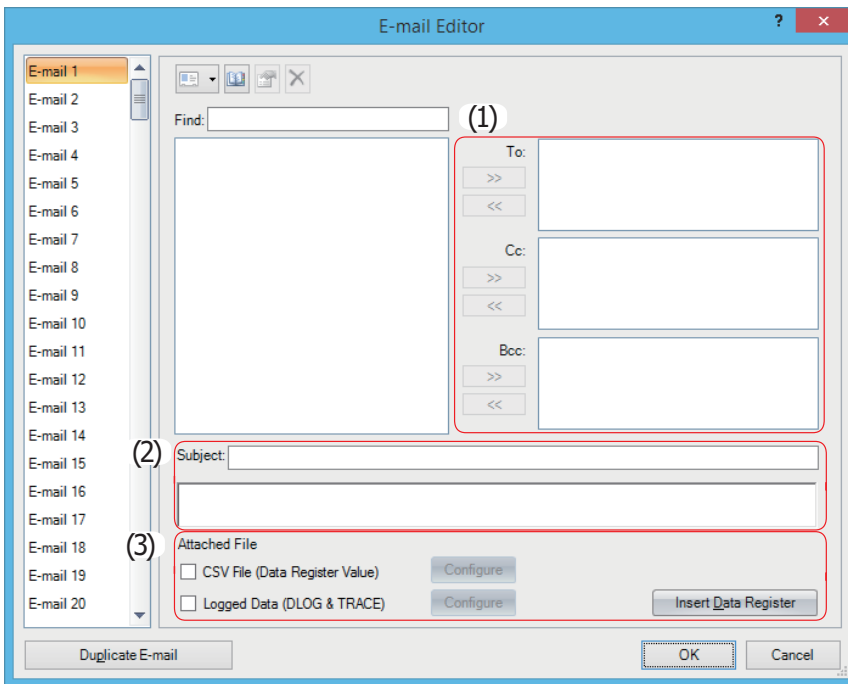 E-mail Editor
?
×
E-mail 1
E-mail 2
E-mail 3
E-mail 4
E-mail 5
E-mail 6
E-mail 7
E-mail 8
E-mail 9
E-mail 10
E-mail 11
E-mail 12
E-mail 13
E-mail 14
E-mail 15
E-mail 16
E-mail 17
E-mail 18
E-mail 19
E-mail 20
Find:
(1)
To:
>>
<<
Cc:
>>
<<
Bcc:
>>
<<
(2)
Subject:
(3)
Attached File
CSV File (Data Register Value)
Configure
Logged Data (DLOG & TRACE)
Configure
Insert Data Register
Duplicate E-mail
OK
Cancel